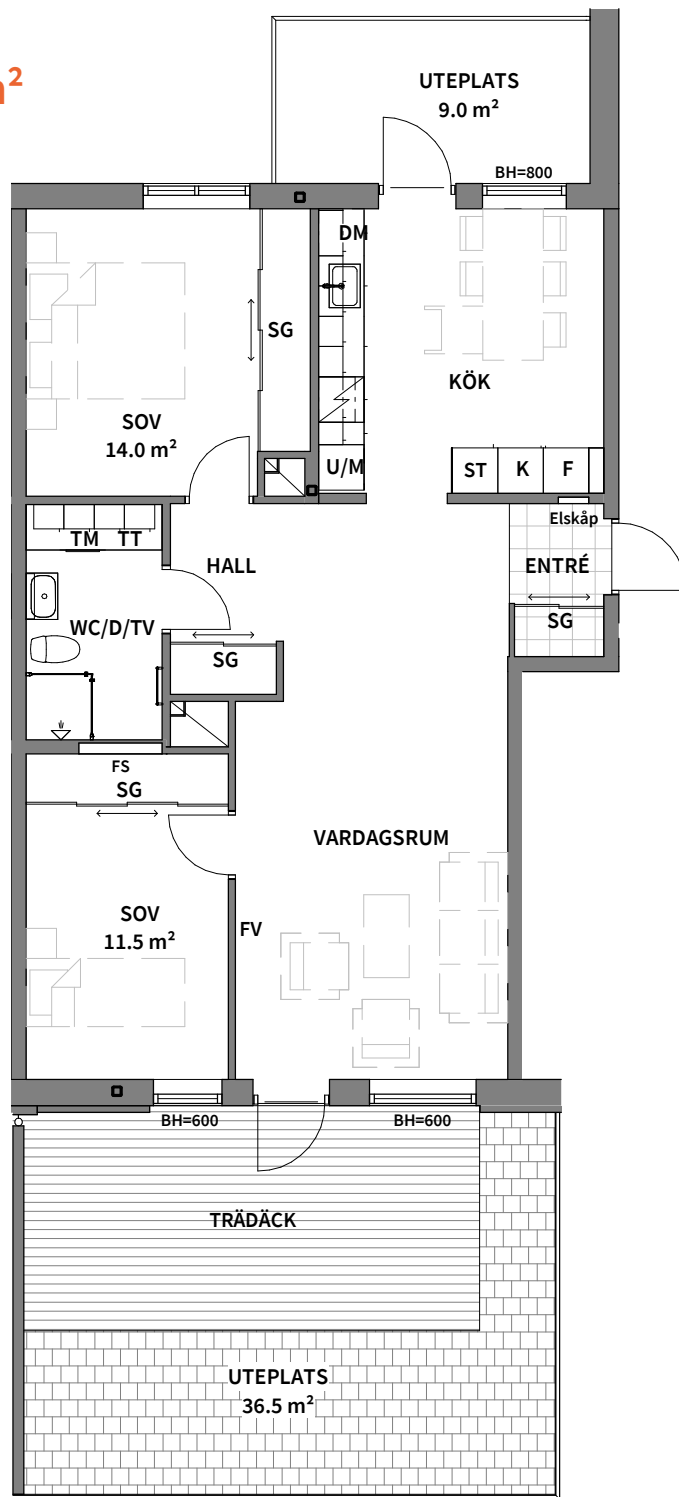 m²
UTEPLATS
9.0 m²
BH=800
DM
SG
KÖK
SOV
14.0 m²
U/M
ST K F
Elskåp
TM TT
HALL
ENTRÉ
WC/D/TV
SG
SG
FS
SG
VARDAGSRUM
SOV
11.5 m²
FV
BH=600
BH=600
TRÄDÄCK
UTEPLATS
36.5 m²